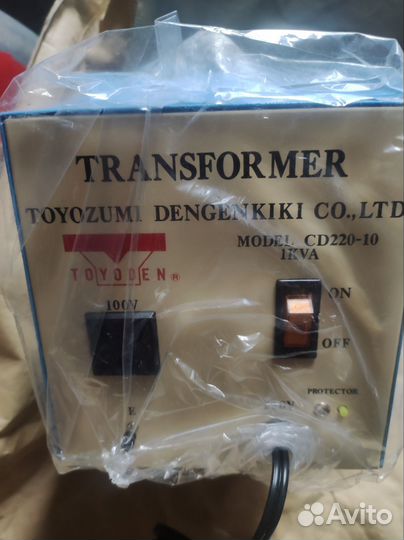 TRANSFORMER
TOYOZUMI DENGENKIKI CO.,LTD
MODEL CD220-10
1KVA
TOYODEN®
100V
ON
OFF
PROTECTOR
E
Avito